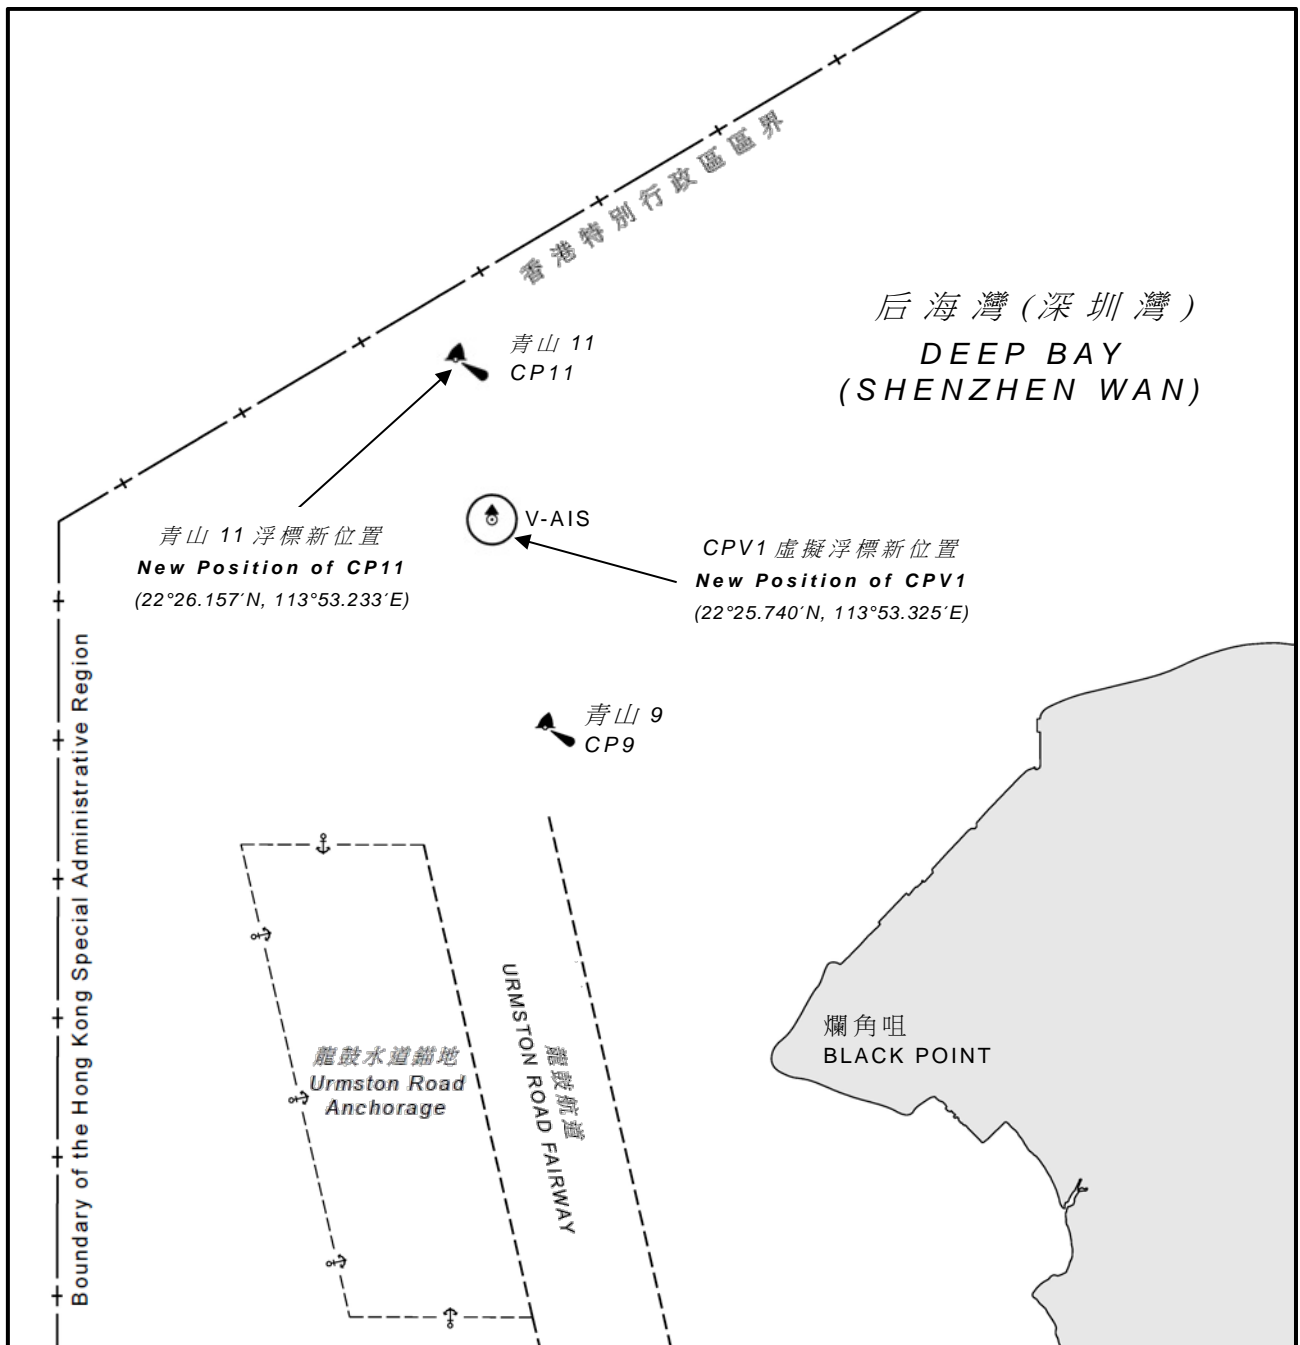 香港特別行政區區界
后海灣(深圳灣)
DEEP BAY
(SHENZHEN WAN)
青山 11
CP11
V-AIS
青山 11 浮標新位置
New Position of CP11
(22°26.157′N, 113°53.233′E)
CPV1 虛擬浮標新位置
New Position of CPV1
(22°25.740′N, 113°53.325′E)
青山 9
CP9
Boundary of the Hong Kong Special Administrative Region
龍鼓水道錨地
Urmston Road
Anchorage
龍鼓航道
URMSTON ROAD FAIRWAY
爛角咀
BLACK POINT